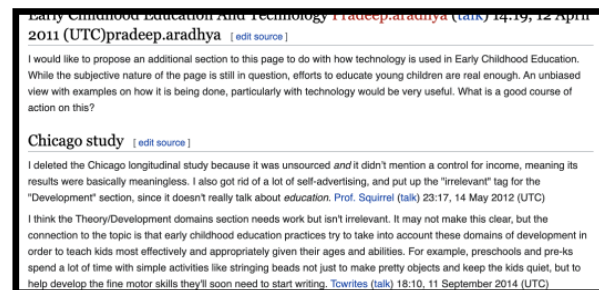 Early Childhood Education And Technology Pradeep.aradhya (talk) 14:19, 12 April
2011 (UTC)pradeep.aradhya [ edit source ]
I would like to propose an additional section to this page to do with how technology is used in Early Childhood Education.
While the subjective nature of the page is still in question, efforts to educate young children are real enough. An unbiased
view with examples on how it is being done, particularly with technology would be very useful. What is a good course of
action on this?
Chicago study [ edit source ]
I deleted the Chicago longitudinal study because it was unsourced and it didn't mention a control for income, meaning its
results were basically meaningless. I also got rid of a lot of self-advertising, and put up the "irrelevant" tag for the
"Development" section, since it doesn't really talk about education. Prof. Squirrel (talk) 23:17, 14 May 2012 (UTC)
I think the Theory/Development domains section needs work but isn't irrelevant. It may not make this clear, but the
connection to the topic is that early childhood education practices try to take into account these domains of development in
order to teach kids most effectively and appropriately given their ages and abilities. For example, preschools and pre-ks
spend a lot of time with simple activities like stringing beads not just to make pretty objects and keep the kids quiet, but to
help develop the fine motor skills they'll soon need to start writing. Tcwrites (talk) 18:10, 11 September 2014 (UTC)